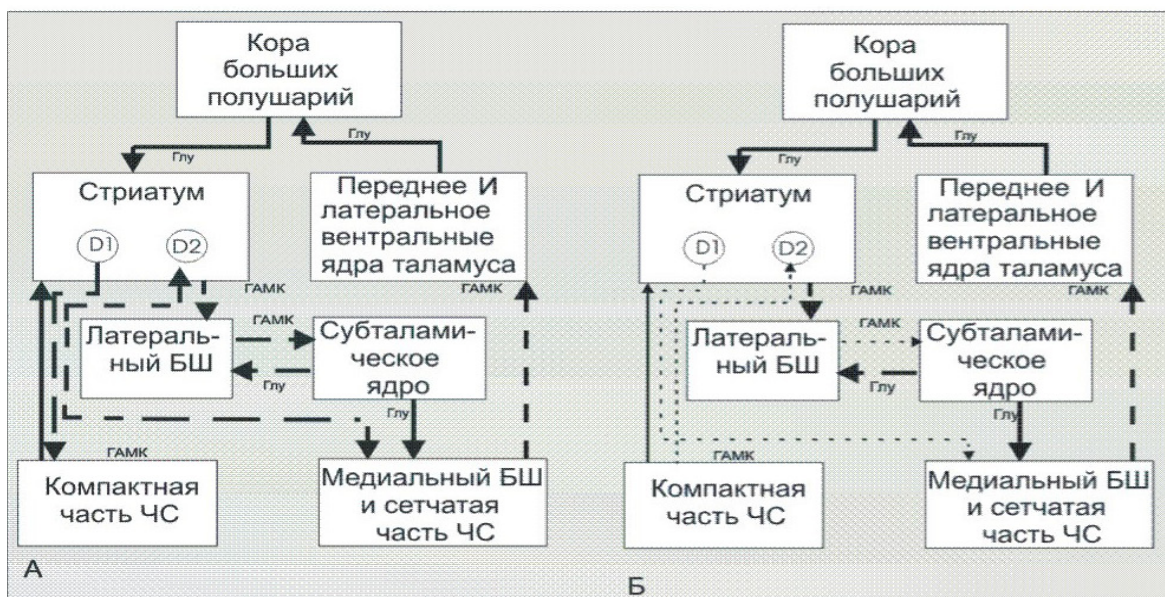 Кора
больших
полушарий
Глу
Глу
Стриатум
D1
D2
Переднее И
латеральное
вентральные
ядра таламуса
ГАМК
ГАМК
Латераль-
ный БШ
Субталами-
ческое
ядро
Глу
Глу
ГАМК
Компактная
часть ЧС
Медиальный БШ
и сетчатая
часть ЧС
А
Кора
больших
полушарий
Глу
Глу
Стриатум
D1
D2
Переднее И
латеральное
вентральные
ядра таламуса
ГАМК
ГАМК
ГАМК
Латераль-
ный БШ
Субталами-
ческое
ядро
Глу
Глу
ГАМК
Компактная
часть ЧС
Медиальный БШ
и сетчатая
часть ЧС
Б